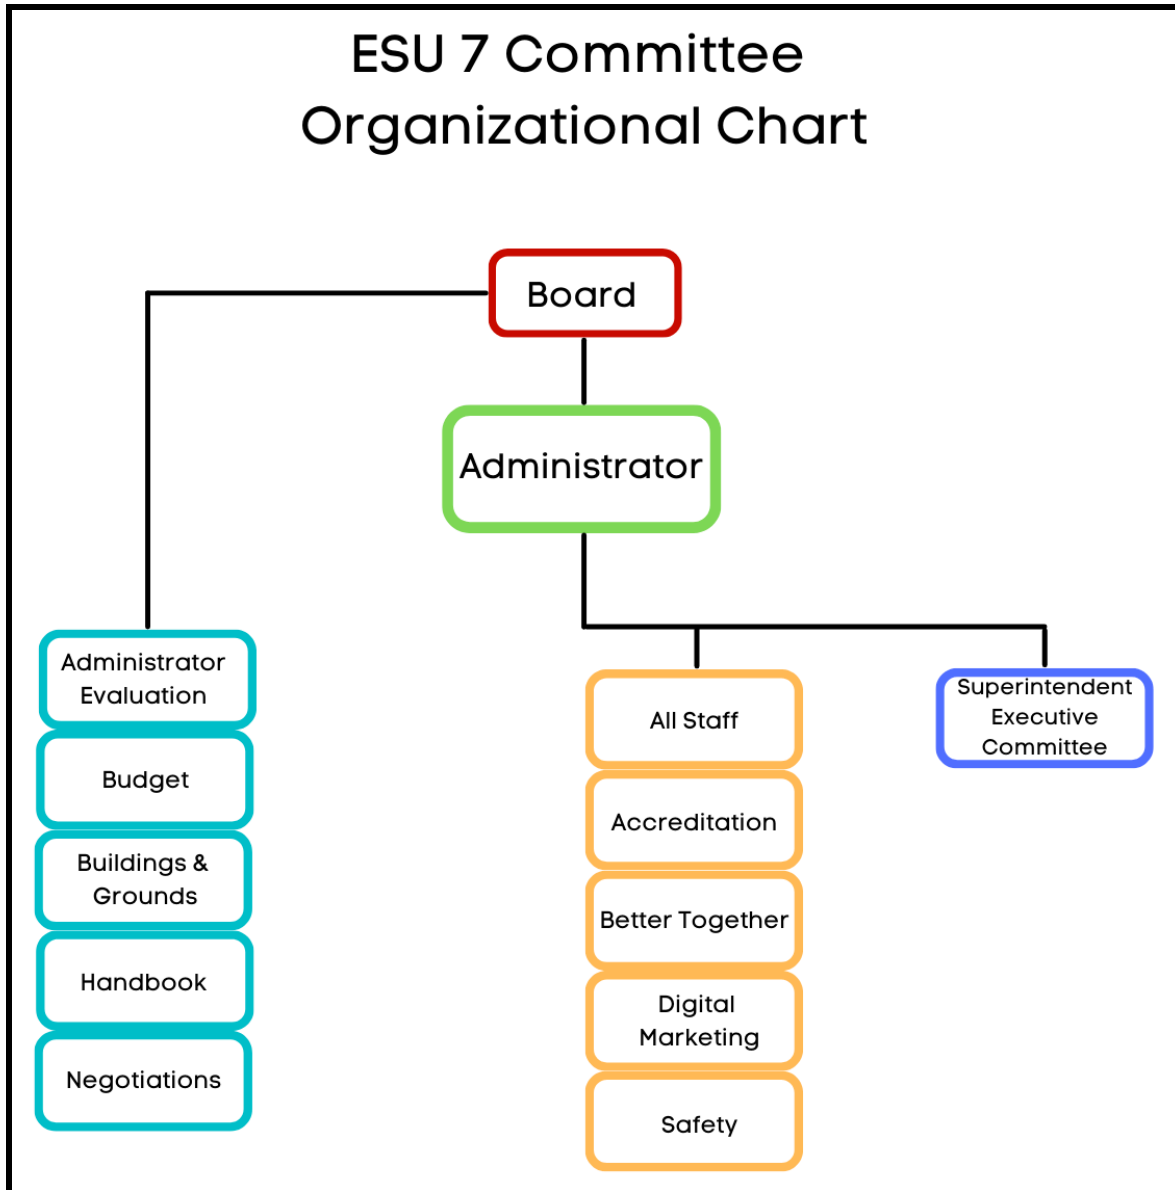 ESU 7 Committee
Organizational Chart
Board
Administrator
Administrator
Evaluation
Budget
Buildings &
Grounds
Handbook
Negotiations
All Staff
Accreditation
Better Together
Digital
Marketing
Safety
Superintendent
Executive
Committee